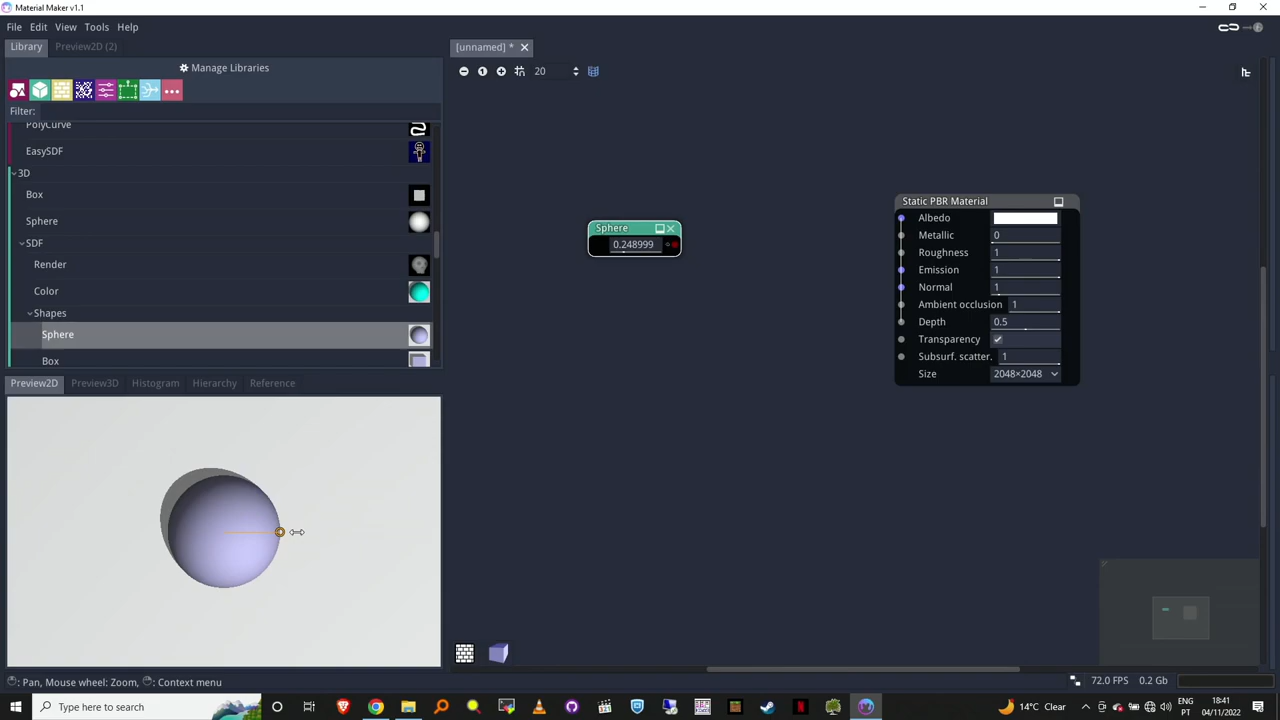 Material Maker v1.1
File Edit View Tools Help
Library Preview2D (2)
[unnamed] *
Manage Libraries
20
Filter:
PolyCurve
EasySDF
3D
Box
Sphere
SDF
Render
Color
Shapes
Sphere
Box
Sphere
0.248999
Static PBR Material
Albedo
Metallic 0
Roughness 1
Emission 1
Normal 1
Ambient occlusion 1
Depth 0.5
Transparency
Subsurf. scatter. 1
Size 2048×2048
Preview2D Preview3D Histogram Hierarchy Reference
: Pan, Mouse wheel: Zoom, : Context menu
72.0 FPS 0.2 Gb
Type here to search
14°C Clear
ENG
PT
18:41
04/11/2022